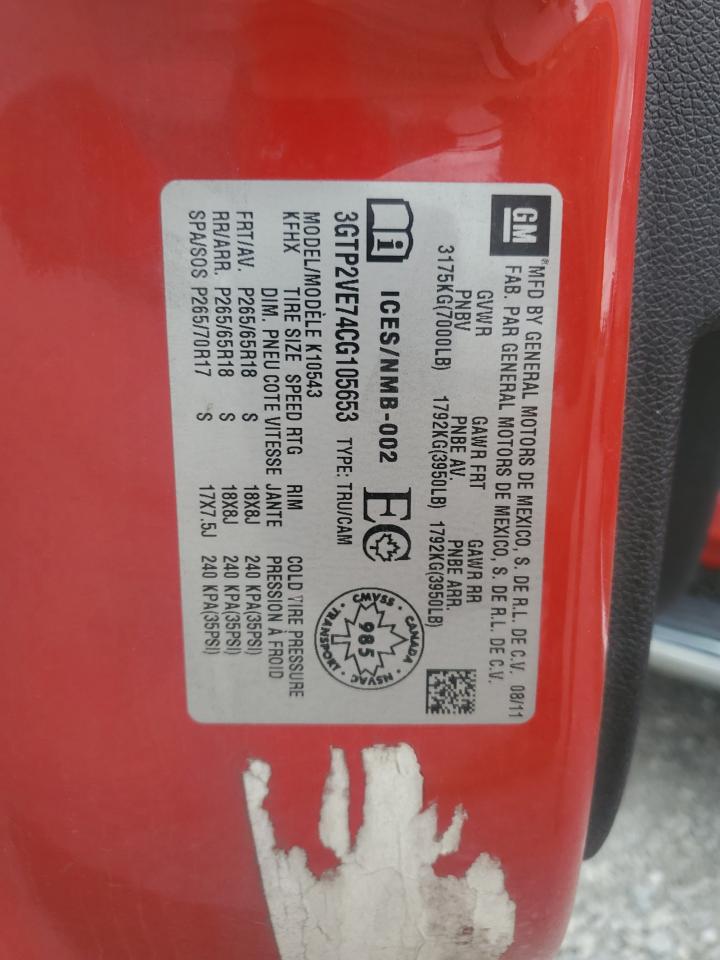 GM
MFD BY GENERAL MOTORS DE MEXICO, S. DE R.L. DE C.V. 08/11
FAB. PAR GENERAL MOTORS DE MEXICO, S. DE R.L. DE C.V.
GVWR GAWR FRT GAWR RR
PNBV PNBE AV. PNBE ARR.
3175KG(7000LB) 1792KG(3950LB) 1792KG(3950LB)
i ICES/NMB-002 EC
CMVSS · CANADA · NSVAC · TRANSPORT ·
985
3GTP2VE74CG105653 TYPE: TRU/CAM
MODEL/MODÈLE K10543
KFHX TIRE SIZE SPEED RTG RIM COLD TIRE PRESSURE
DIM. PNEU COTE VITESSE JANTE PRESSION À FROID
FRT/AV. P265/65R18 S 18X8J 240 KPA(35PSI)
RR/ARR. P265/65R18 S 18X8J 240 KPA(35PSI)
SPA/SOS P265/70R17 S 17X7.5J 240 KPA(35PSI)